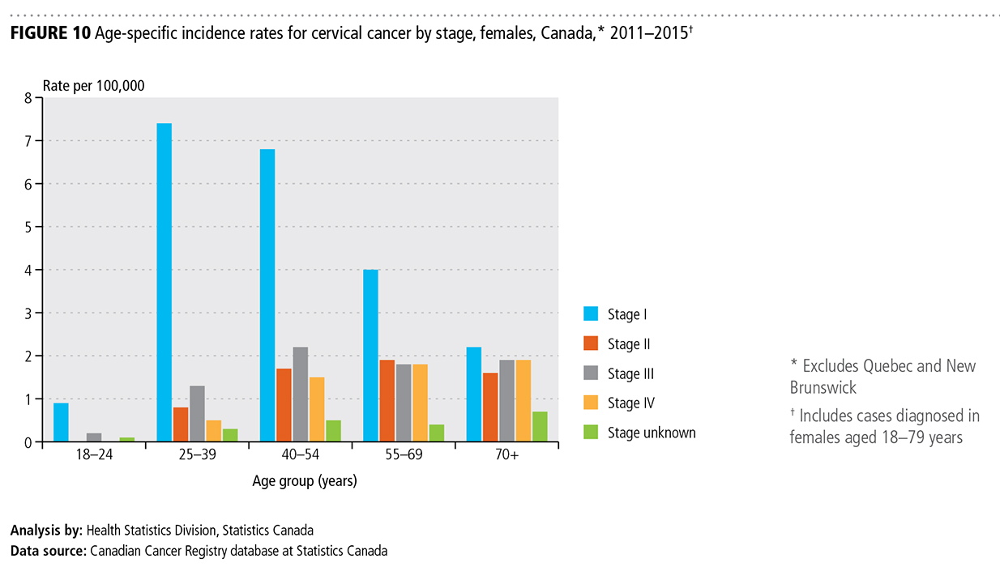 FIGURE 10 Age-specific incidence rates for cervical cancer by stage, females, Canada,* 2011–2015†
Rate per 100,000
8
7
6
5
4
3
2
1
0
18–24 25–39 40–54 55–69 70+
Age group (years)
Stage I
Stage II
Stage III
Stage IV
Stage unknown
* Excludes Quebec and New
Brunswick
† Includes cases diagnosed in
females aged 18–79 years
Analysis by: Health Statistics Division, Statistics Canada
Data source: Canadian Cancer Registry database at Statistics Canada